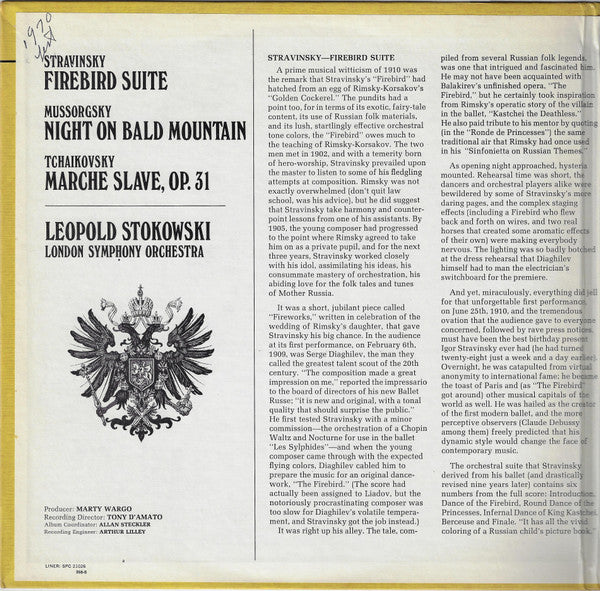 1970
STRAVINSKY
FIREBIRD SUITE
MUSSORGSKY
NIGHT ON BALD MOUNTAIN
TCHAIKOVSKY
MARCHE SLAVE, OP. 31
LEOPOLD STOKOWSKI
LONDON SYMPHONY ORCHESTRA
Producer: MARTY WARGO
Recording Director: TONY D'AMATO
Album Coordinator: ALLAN STECKLER
Recording Engineer: ARTHUR LILLEY
LINER: SPC 21026
STRAVINSKY—FIREBIRD SUITE
A prime musical witticism of 1910 was
the remark that Stravinsky's "Firebird" had
hatched from an egg of Rimsky-Korsakov's
"Golden Cockerel." The pundits had a
point too, for in terms of its exotic, fairy-tale
content, its use of Russian folk materials,
and its lush, startlingly effective orchestral
tone colors, the "Firebird" owes much to
the teaching of Rimsky-Korsakov. The two
men met in 1902, and with a temerity born
of hero-worship, Stravinsky prevailed upon
the master to listen to some of his fledgling
attempts at composition. Rimsky was not
exactly overwhelmed (don't quit law
school, was his advice), but he did suggest
that Stravinsky take harmony and counter-
point lessons from one of his assistants. By
1905, the young composer had progressed
to the point where Rimsky agreed to take
him on as a private pupil, and for the next
three years, Stravinsky worked closely
with his idol, assimilating his ideas, his
consummate mastery of orchestration, his
abiding love for the folk tales and tunes
of Mother Russia.
It was a short, jubilant piece called
"Fireworks," written in celebration of the
wedding of Rimsky's daughter, that gave
Stravinsky his big chance. In the audience
at its first performance, on February 6th,
1909, was Serge Diaghilev, the man they
called the greatest talent scout of the 20th
century. "The composition made a great
impression on me," reported the impressario
to the board of directors of his new Ballet
Russe; "it is new and original, with a tonal
quality that should surprise the public."
He first tested Stravinsky with a minor
commission—the orchestration of a Chopin
Waltz and Nocturne for use in the ballet
"Les Sylphides"—and when the young
composer came through with the expected
flying colors, Diaghilev cabled him to
prepare the music for an original dance-
work, "The Firebird." (The score had
actually been assigned to Liadov, but the
notoriously procrastinating composer was
too slow for Diaghilev's volatile tempera-
ment, and Stravinsky got the job instead.)
It was right up his alley. The tale, com-
piled from several Russian folk legends,
was one that intrigued and fascinated him.
He may not have been acquainted with
Balakirev's unfinished opera, "The
Firebird," but he certainly took inspiration
from Rimsky's operatic story of the villain
in the ballet, "Kastchei the Deathless."
He also paid tribute to his mentor by quoting
(in the "Ronde de Princesses") the same
traditional air that Rimsky had once used
in his "Sinfonietta on Russian Themes."
As opening night approached, hysteria
mounted. Rehearsal time was short, the
dancers and orchestral players alike were
bewildered by some of Stravinsky's more
daring pages, and the complex staging
effects (including a Firebird who flew
back and forth on wires, and two real
horses that created some aromatic effects
of their own) were making everybody
nervous. The lighting was so badly botched
at the dress rehearsal that Diaghilev
himself had to man the electrician's
switchboard for the premiere.
And yet, miraculously, everything did jell
for that unforgettable first performance,
on June 25th, 1910, and the tremendous
ovation that the audience gave to everyone
concerned, followed by rave press notices,
must have been the best birthday present
Igor Stravinsky ever had (he had turned
twenty-eight just a week and a day earlier).
Overnight, he was catapulted from virtual
anonymity to international fame; he became
the toast of Paris and (as "The Firebird"
got around) other musical capitals of the
world as well. He was hailed as the creator
of the first modern ballet, and the more
perceptive observers (Claude Debussy
among them) freely predicted that his
dynamic style would change the face of
contemporary music.
The orchestral suite that Stravinsky
derived from his ballet (and drastically
revised nine years later) contains six
numbers from the full score: Introduction,
Dance of the Firebird, Round Dance of the
Princesses, Infernal Dance of King Kastchei,
Berceuse and Finale. "It has all the vivid
coloring of a Russian child's picture book,"